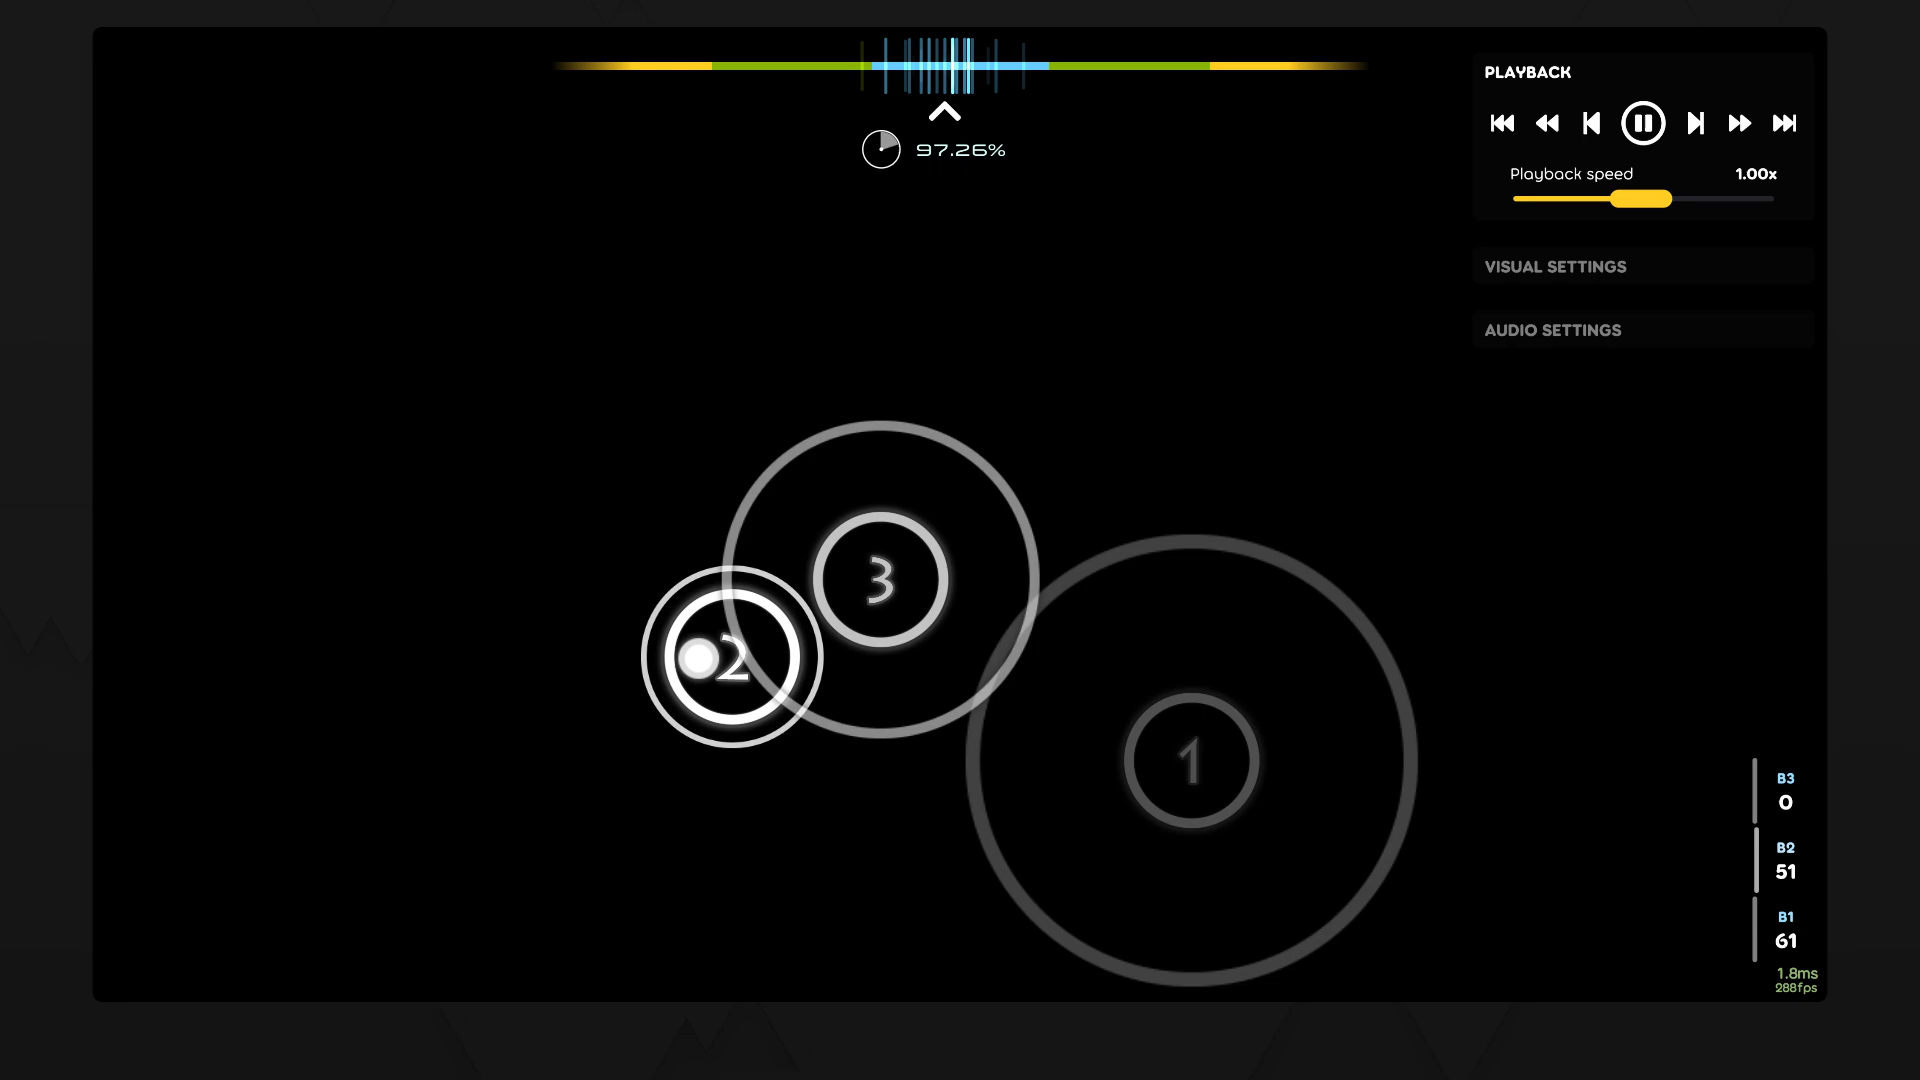 PLAYBACK
97.26%
Playback speed 1.00x
VISUAL SETTINGS
AUDIO SETTINGS
3
2
1
B3
0
B2
51
B1
61
1.8ms
288fps